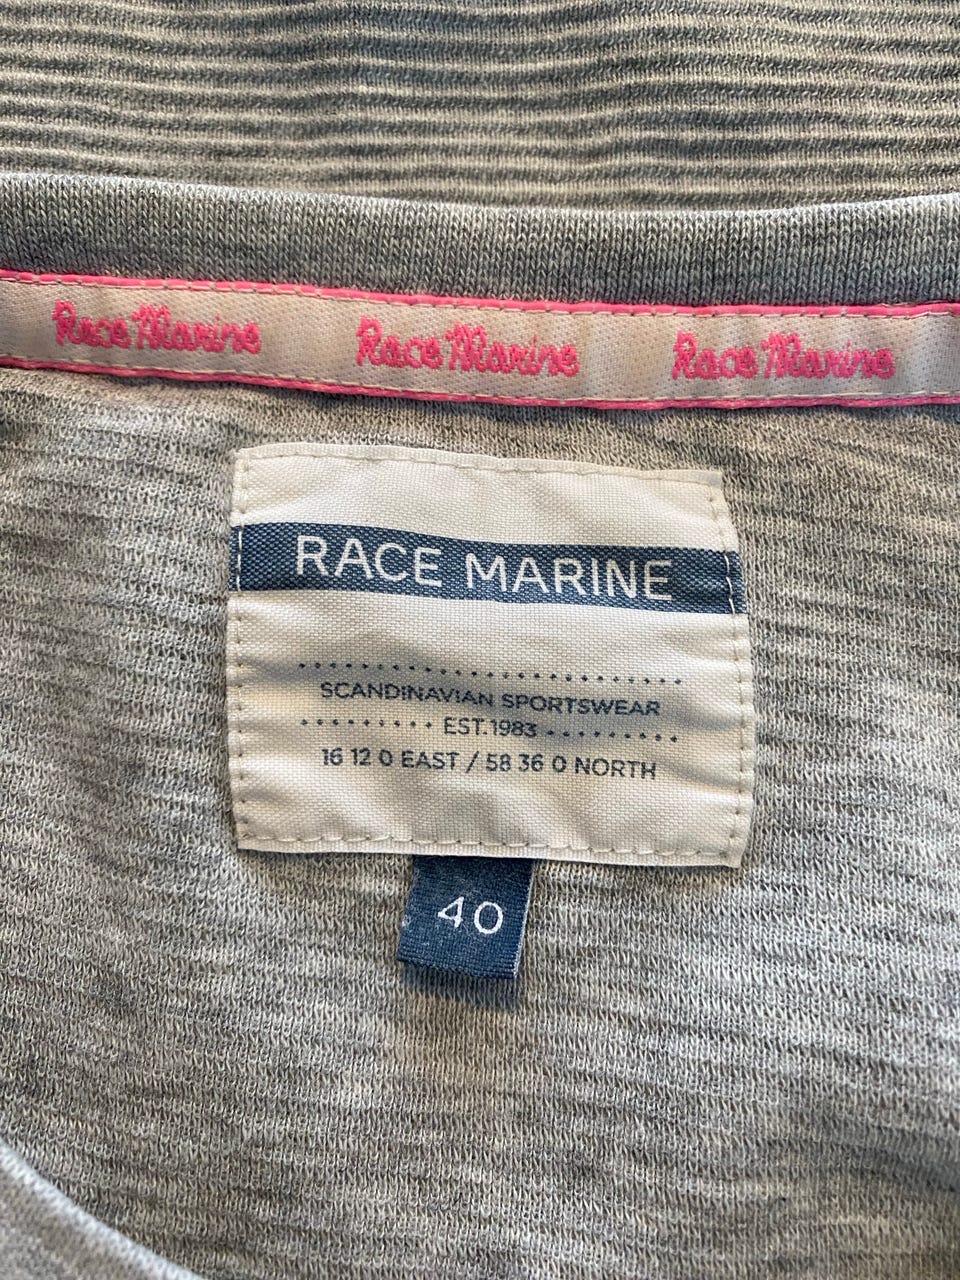 Race Marine Race Marine Race Marine
RACE MARINE
SCANDINAVIAN SPORTSWEAR
EST.1983
16 12 0 EAST / 58 36 0 NORTH
40